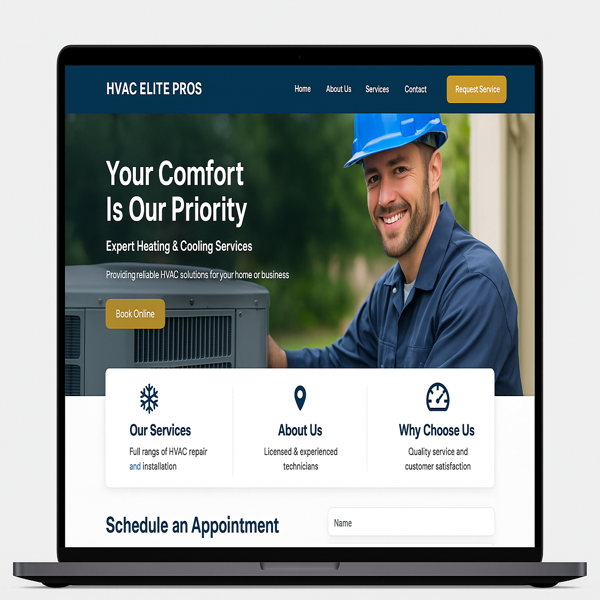 HVAC ELITE PROS
Home About Us Services Contact Request Service
Your Comfort
Is Our Priority
Expert Heating & Cooling Services
Providing reliable HVAC solutions for your home or business
Book Online
Our Services
Full rangs of HVAC repair
and installation
About Us
Licensed & experienced
technicians
Why Choose Us
Quality service and
customer satisfaction
Schedule an Appointment
Name